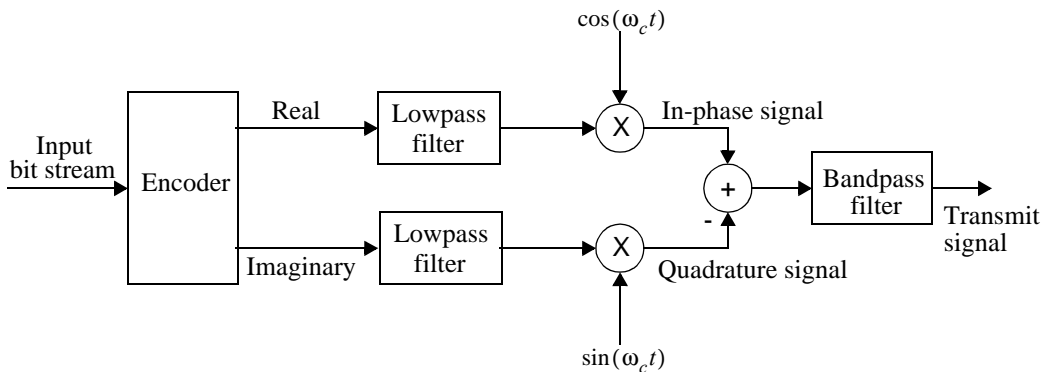 cos(ω_c t)
Real
Lowpass
filter
In-phase signal
X
Input
bit stream
Encoder
+
-
Bandpass
filter
Transmit
signal
Imaginary
Lowpass
filter
X
Quadrature signal
sin(ω_c t)